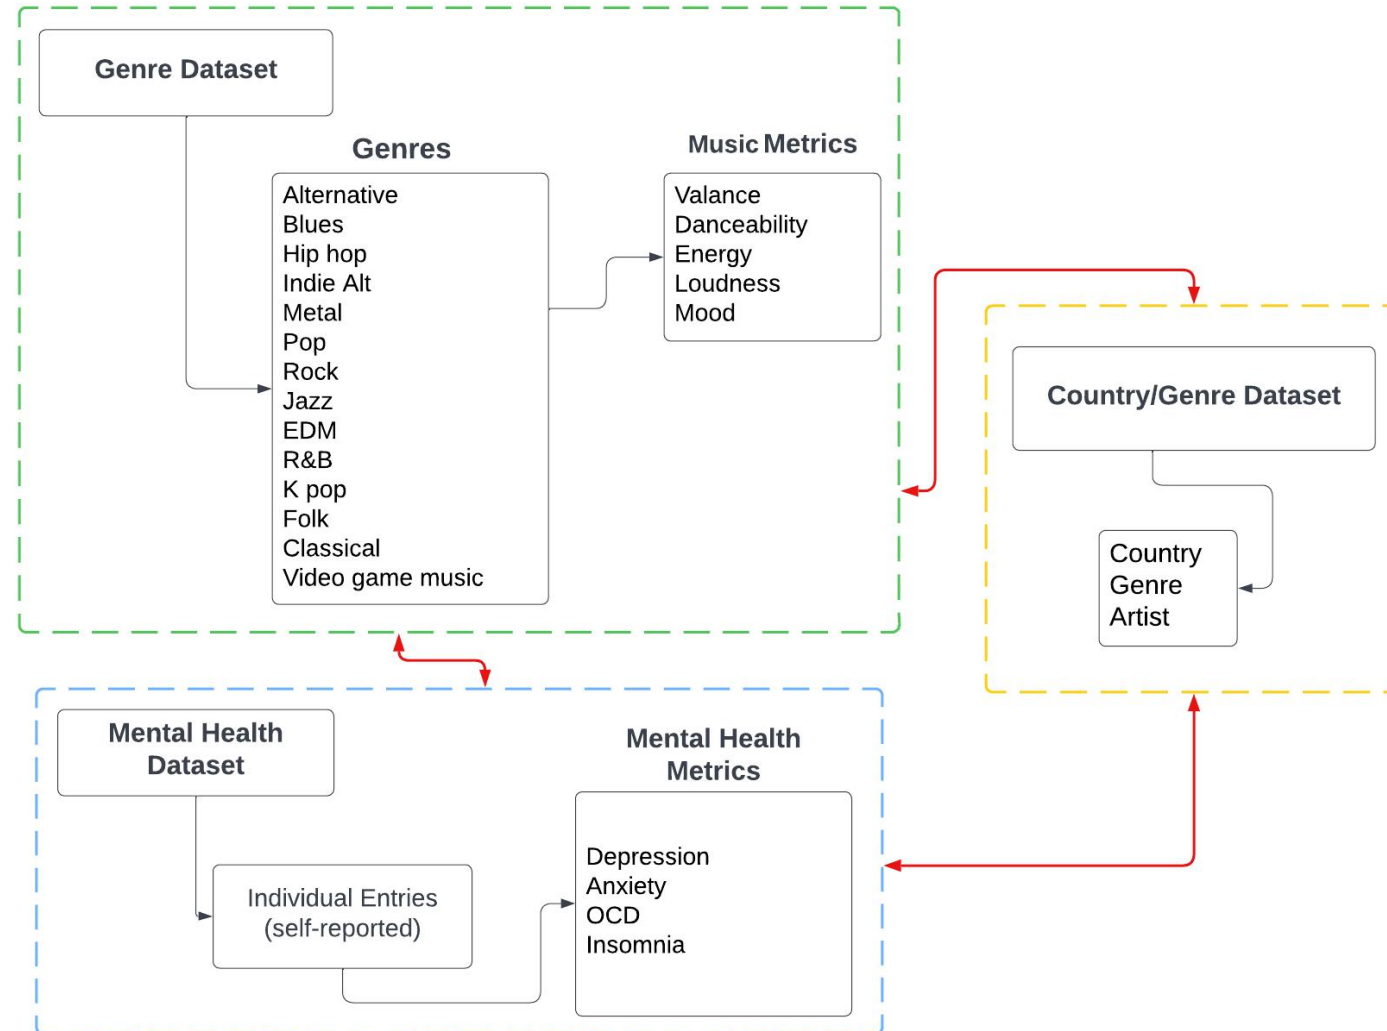 Genre Dataset
Genres
Alternative
Blues
Hip hop
Indie Alt
Metal
Pop
Rock
Jazz
EDM
R&B
K pop
Folk
Classical
Video game music
Music Metrics
Valance
Danceability
Energy
Loudness
Mood
Country/Genre Dataset
Country
Genre
Artist
Mental Health
Dataset
Individual Entries
(self-reported)
Mental Health
Metrics
Depression
Anxiety
OCD
Insomnia